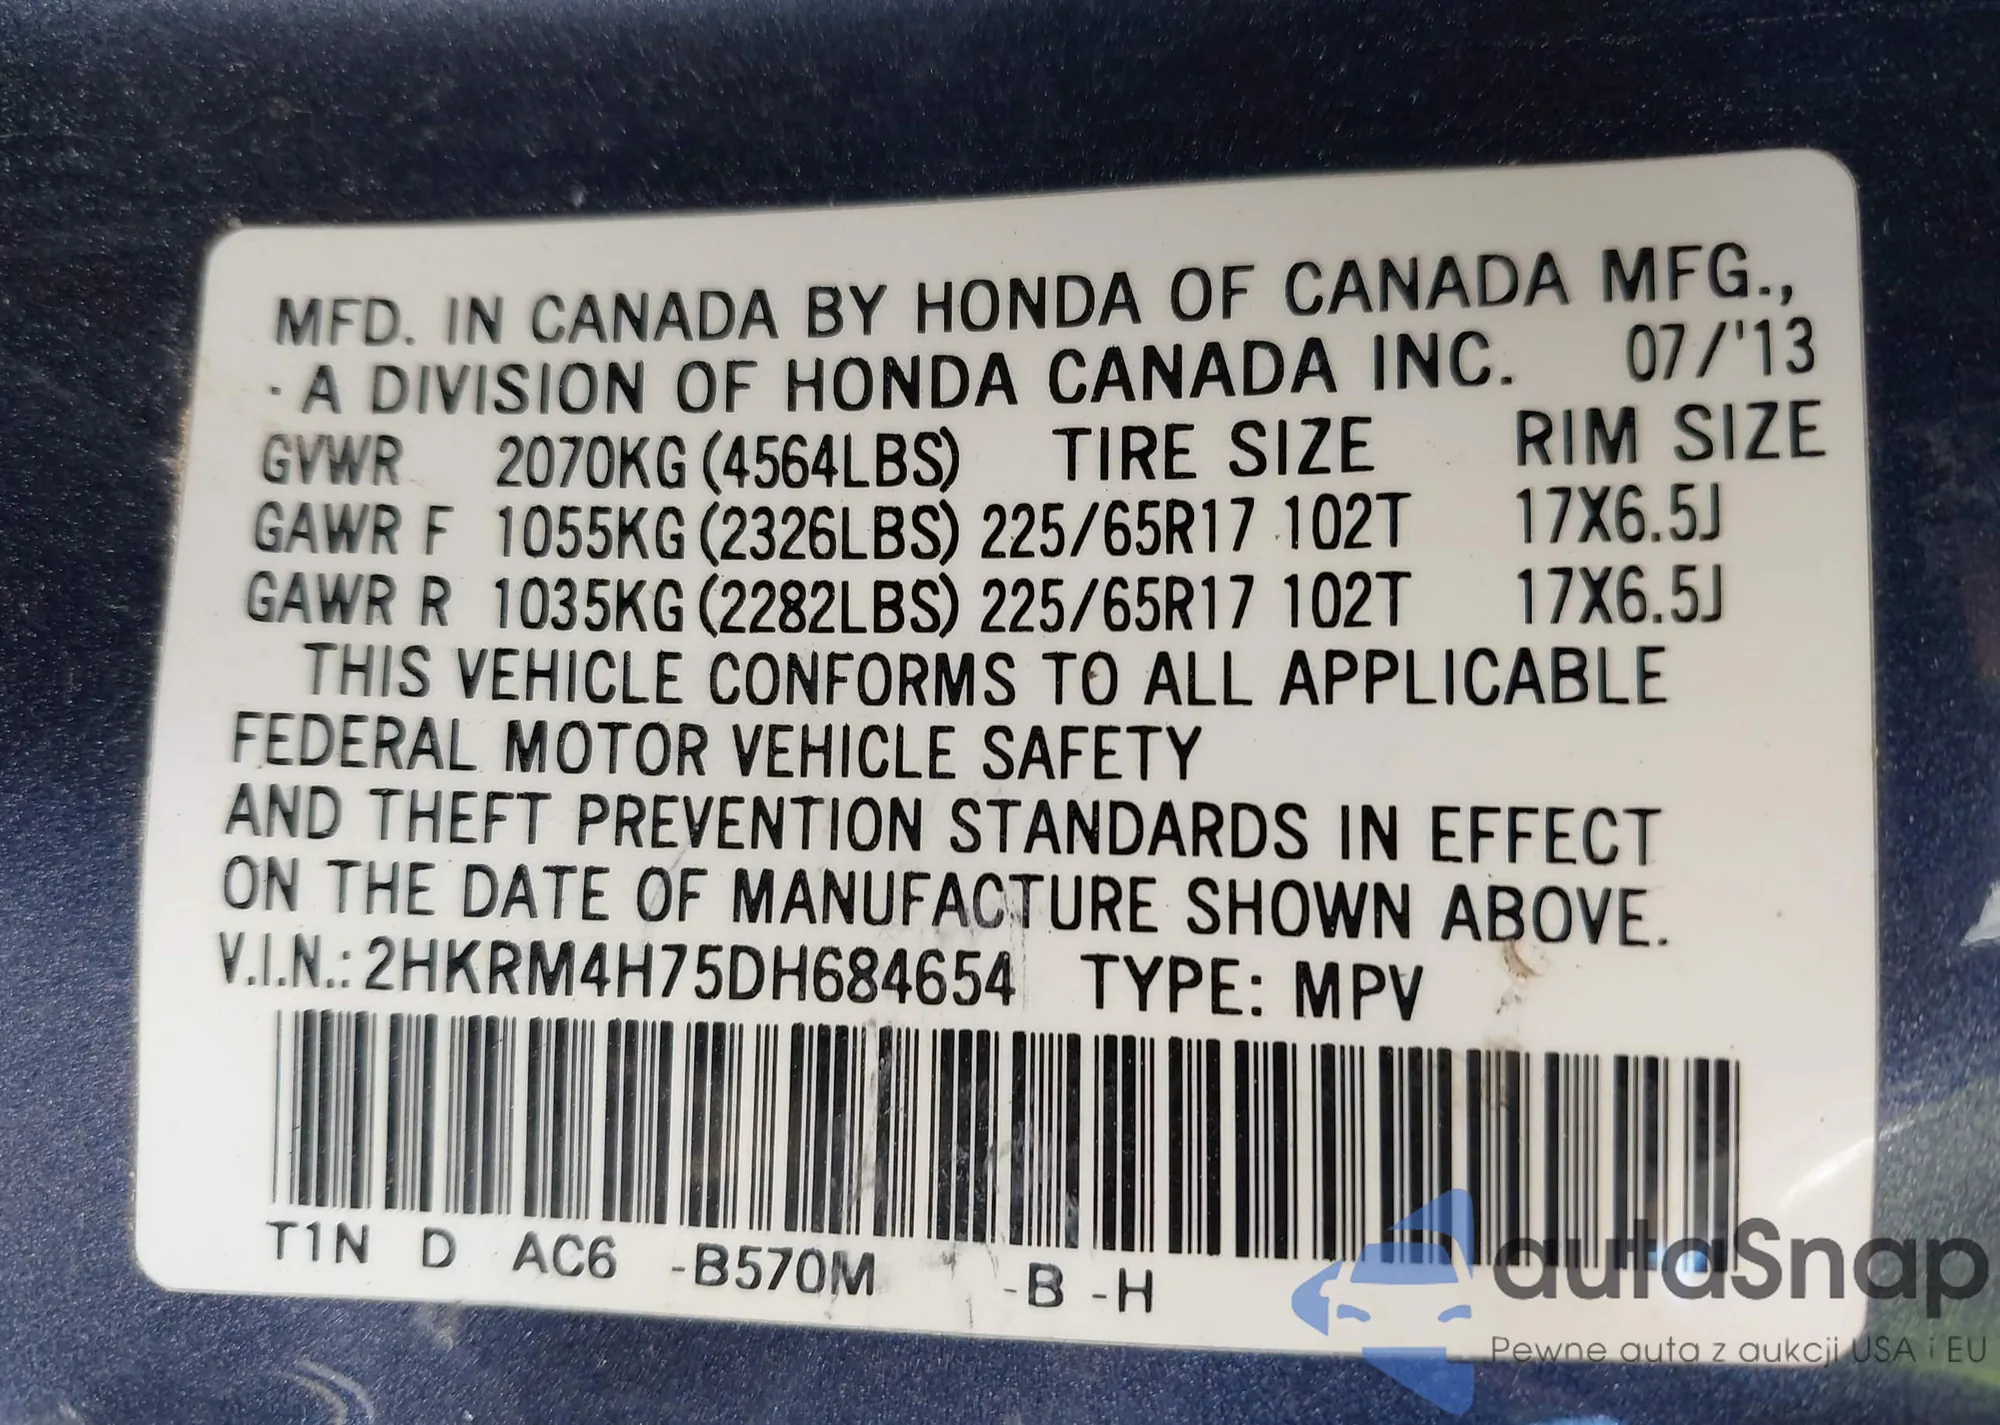 MFD. IN CANADA BY HONDA OF CANADA MFG.,
· A DIVISION OF HONDA CANADA INC. 07/'13
GVWR 2070KG (4564LBS) TIRE SIZE RIM SIZE
GAWR F 1055KG (2326LBS) 225/65R17 102T 17X6.5J
GAWR R 1035KG (2282LBS) 225/65R17 102T 17X6.5J
THIS VEHICLE CONFORMS TO ALL APPLICABLE
FEDERAL MOTOR VEHICLE SAFETY
AND THEFT PREVENTION STANDARDS IN EFFECT
ON THE DATE OF MANUFACTURE SHOWN ABOVE.
V.I.N.: 2HKRM4H75DH684654 TYPE: MPV
T1N D AC6 -B570M -B -H
autaSnap
Pewne auta z aukcji USA i EU